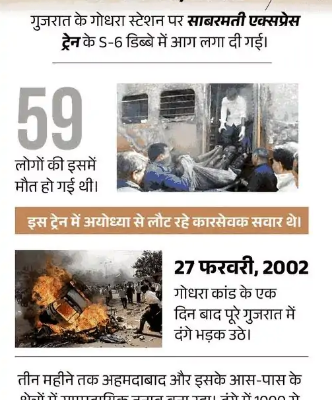 गुजरात के गोधरा स्टेशन पर साबरमती एक्सप्रेस
ट्रेन के S-6 डिब्बे में आग लगा दी गई।
59
लोगों की इसमें
मौत हो गई थी।
इस ट्रेन में अयोध्या से लौट रहे कारसेवक सवार थे।
27 फरवरी, 2002
गोधरा कांड के एक
दिन बाद पूरे गुजरात में
दंगे भड़क उठे।
तीन महीने तक अहमदाबाद और इसके आस-पास के